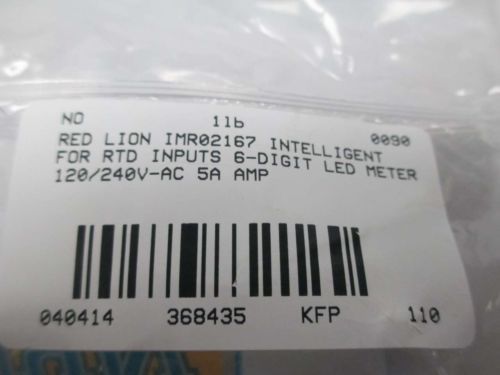 NO 11b
RED LION IMR02167 INTELLIGENT 0090
FOR RTD INPUTS 6-DIGIT LED METER
120/240V-AC 5A AMP
040414 368435 KFP 110